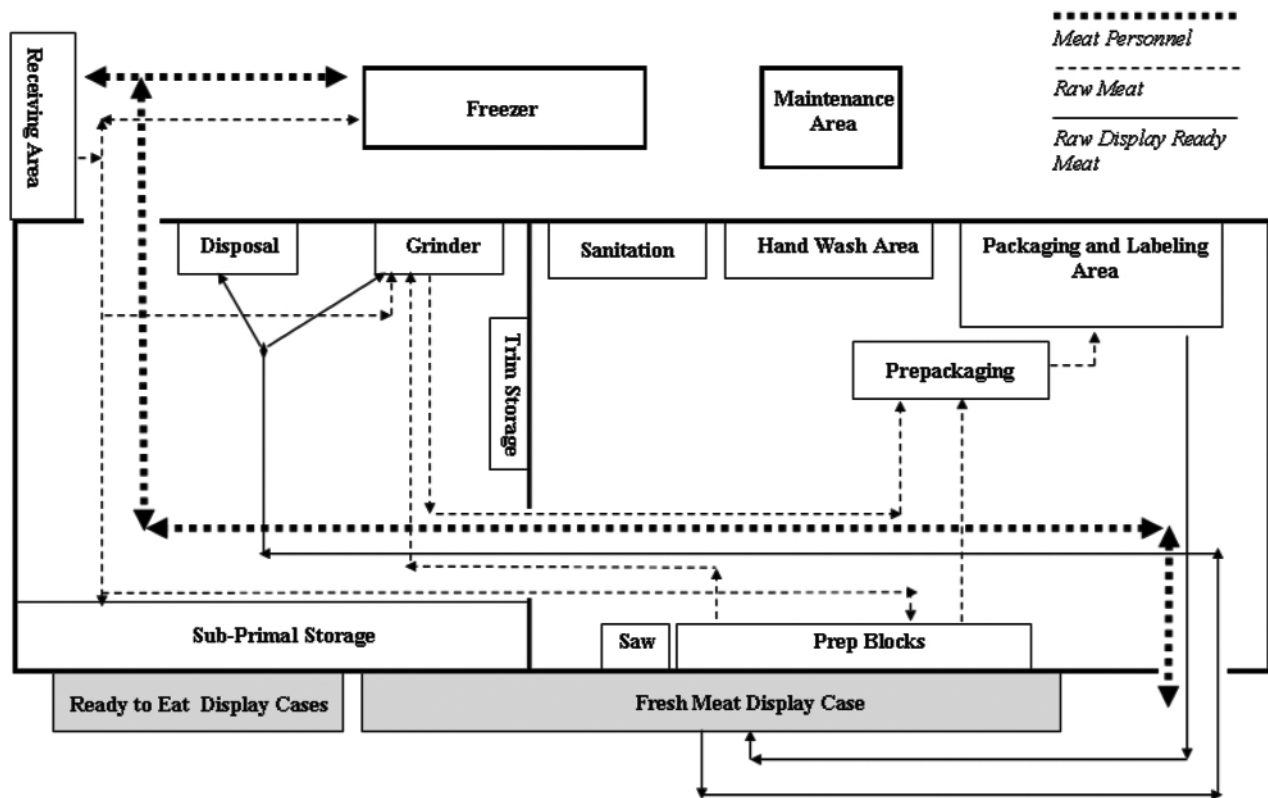 Meat Personnel
Raw Meat
Raw Display Ready
Meat
Receiving Area
Freezer
Maintenance
Area
Disposal
Grinder
Sanitation
Hand Wash Area
Packaging and Labeling
Area
Trim Storage
Prepackaging
Sub-Primal Storage
Saw
Prep Blocks
Ready to Eat Display Cases
Fresh Meat Display Case